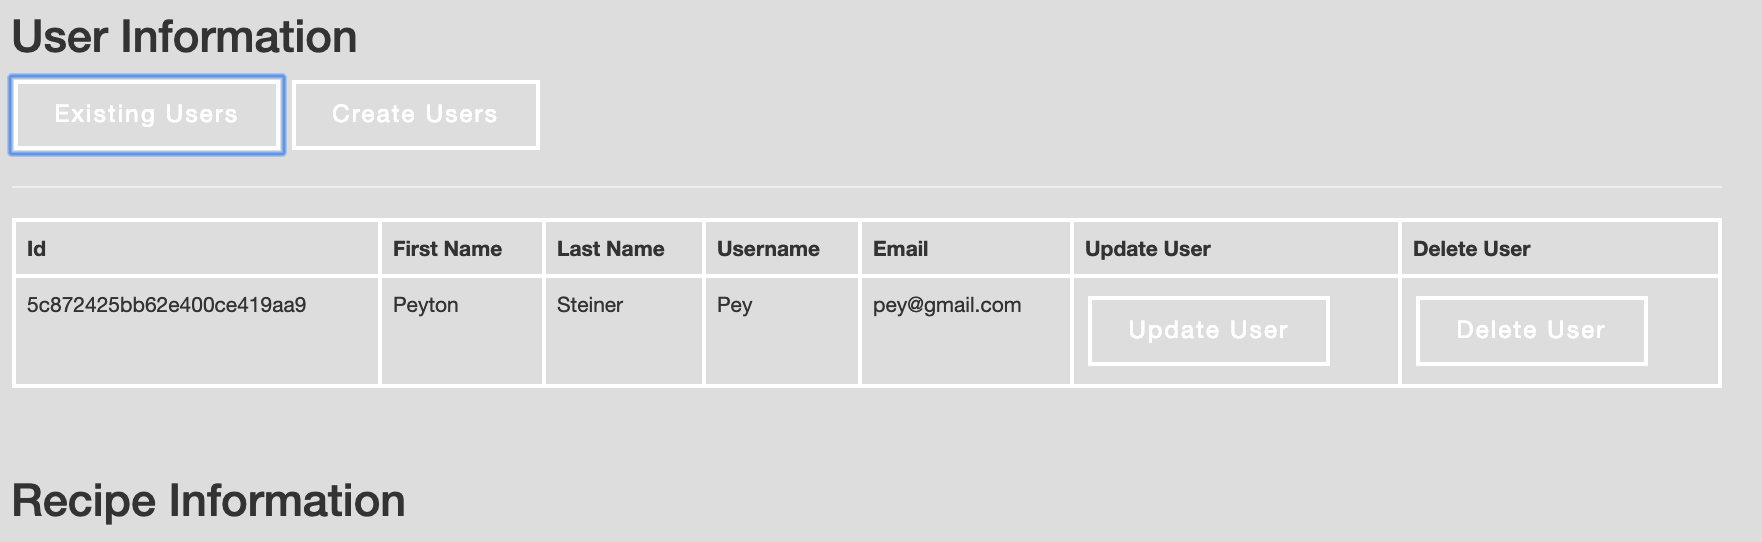 User Information
Existing Users Create Users
Id First Name Last Name Username Email Update User Delete User
5c872425bb62e400ce419aa9 Peyton Steiner Pey pey@gmail.com Update User Delete User
Recipe Information